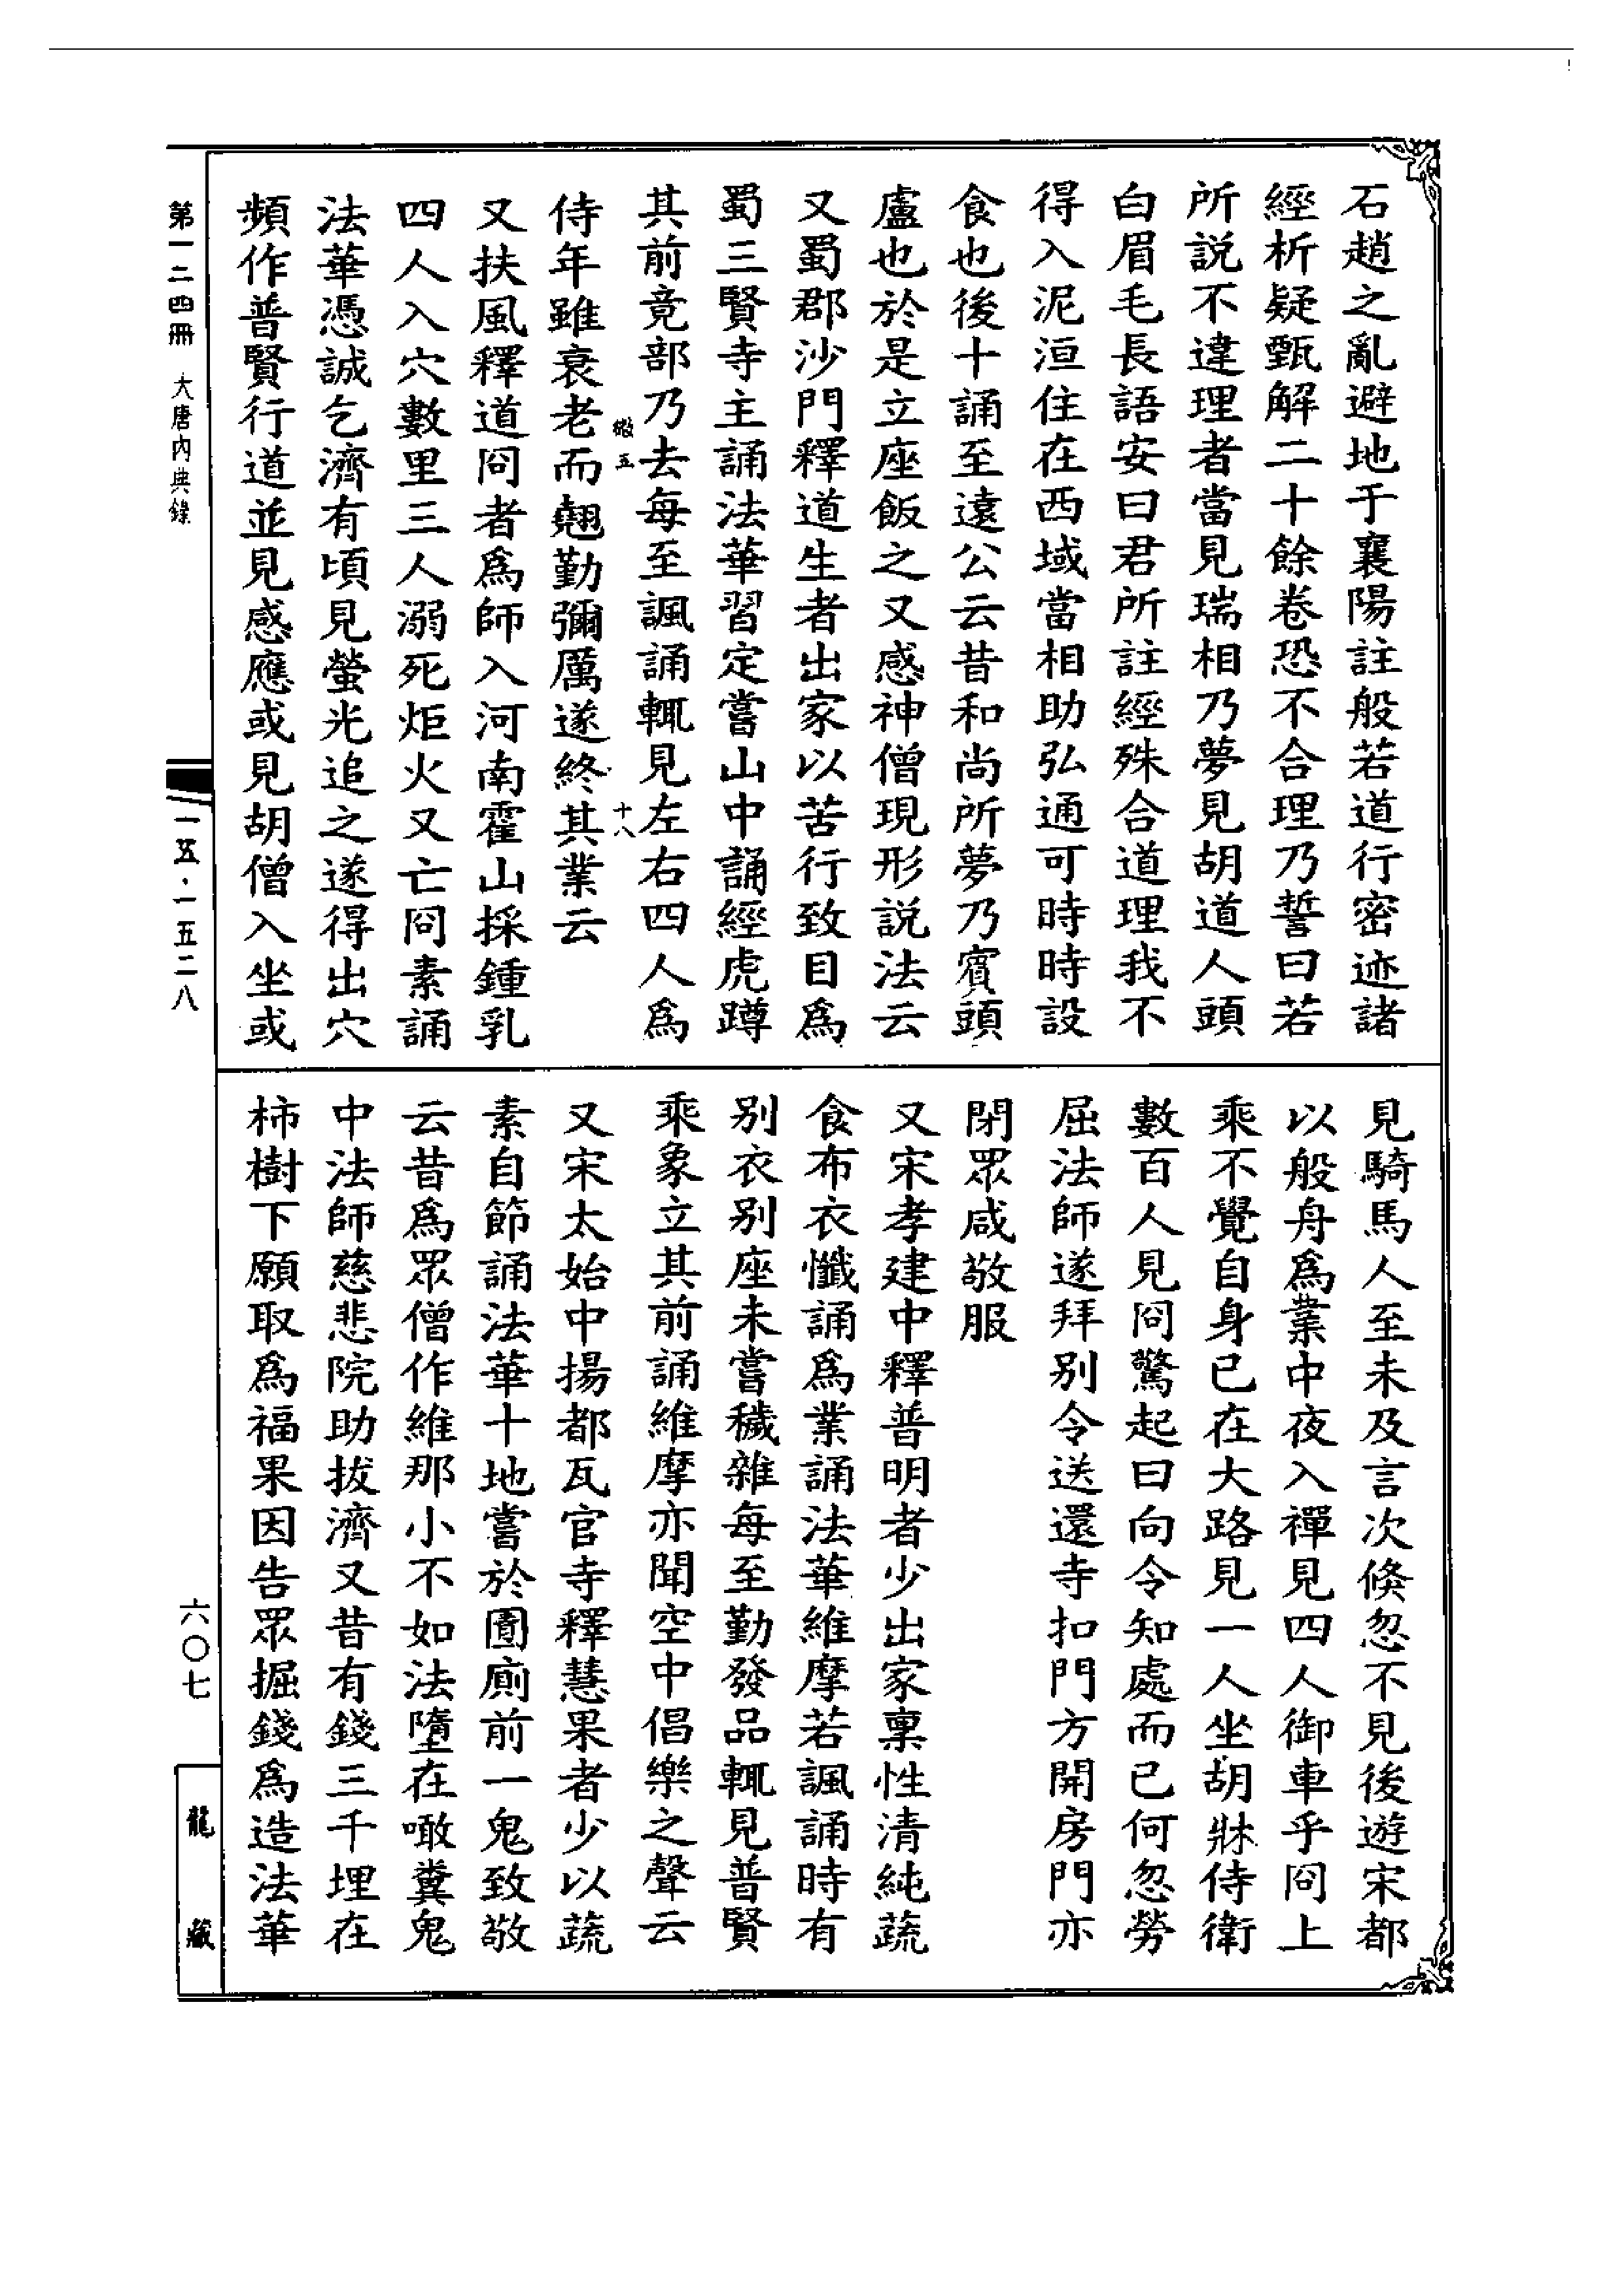 石趙之亂避地于襄陽註般若道行密迹諸
經析疑甄解二十餘卷恐不合理乃誓曰若
所説不違理者當見瑞相乃夢見胡道人頭
白眉毛長語安曰君所註經殊合道理我不
得入泥洹住在西域當相助弘通可時時設
食也後十誦至遠公云昔和尚所夢乃賓頭
盧也於是立座飯之又感神僧現形説法云
又蜀郡沙門釋道生者出家以苦行致目爲
蜀三賢寺主誦法華習定嘗山中誦經虎蹲
其前竟部乃去每至諷誦輒見左右四人爲
侍年雖衰老而翹勤彌厲遂終其業云
十八
又扶風釋道冏者爲師入河南霍山採鍾乳
四人入穴數里三人溺死炬火又亡冏素誦
法華憑誠乞濟有頃見螢光追之遂得出穴
頻作普賢行道並見感應或見胡僧入坐或
見騎馬人至未及言次倏忽不見後遊宋都
以般舟爲業中夜入禪見四人御車乎冏上
乘不覺自身已在大路見一人坐胡牀侍衛
數百人見冏驚起曰向令知處而已何忽勞
屈法師遂拜别令送還寺扣門方開房門亦
閉眾咸敬服
又宋孝建中釋普明者少出家稟性清純蔬
食布衣懺誦爲業誦法華維摩若諷誦時有
别衣别座未嘗穢雜每至勤發品輒見普賢
乘象立其前誦維摩亦聞空中倡樂之聲云
又宋太始中揚都瓦官寺釋慧果者少以蔬
素自節誦法華十地嘗於圊廁前一鬼致敬
云昔爲眾僧作維那小不如法墮在噉糞鬼
中法師慈悲院助拔濟又昔有錢三千埋在
柿樹下願取爲福果因告眾掘錢爲造法華
第一二四冊 大唐内典錄
一五·一五二八
六〇七
龍藏